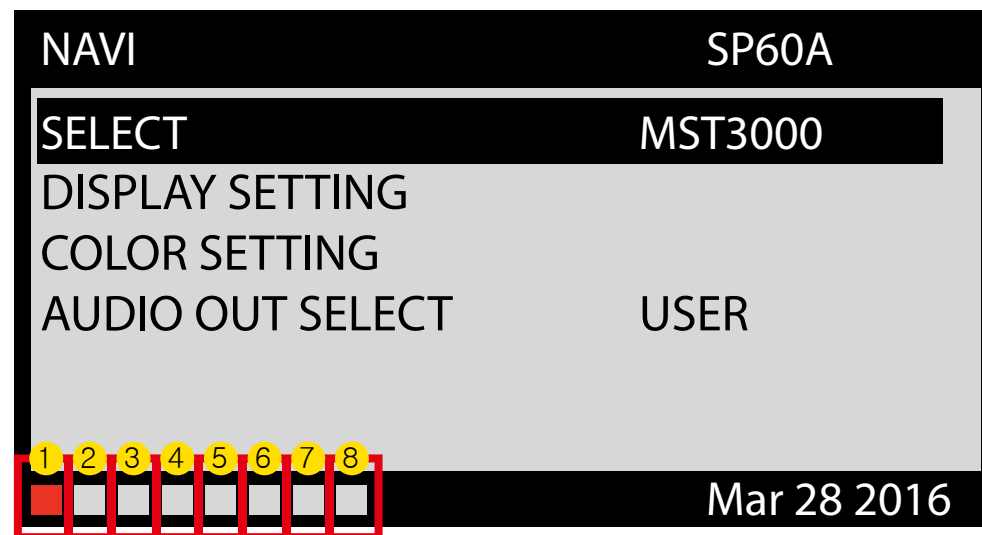 NAVI SP60A
SELECT MST3000
DISPLAY SETTING
COLOR SETTING
AUDIO OUT SELECT USER
1 2 3 4 5 6 7 8
Mar 28 2016